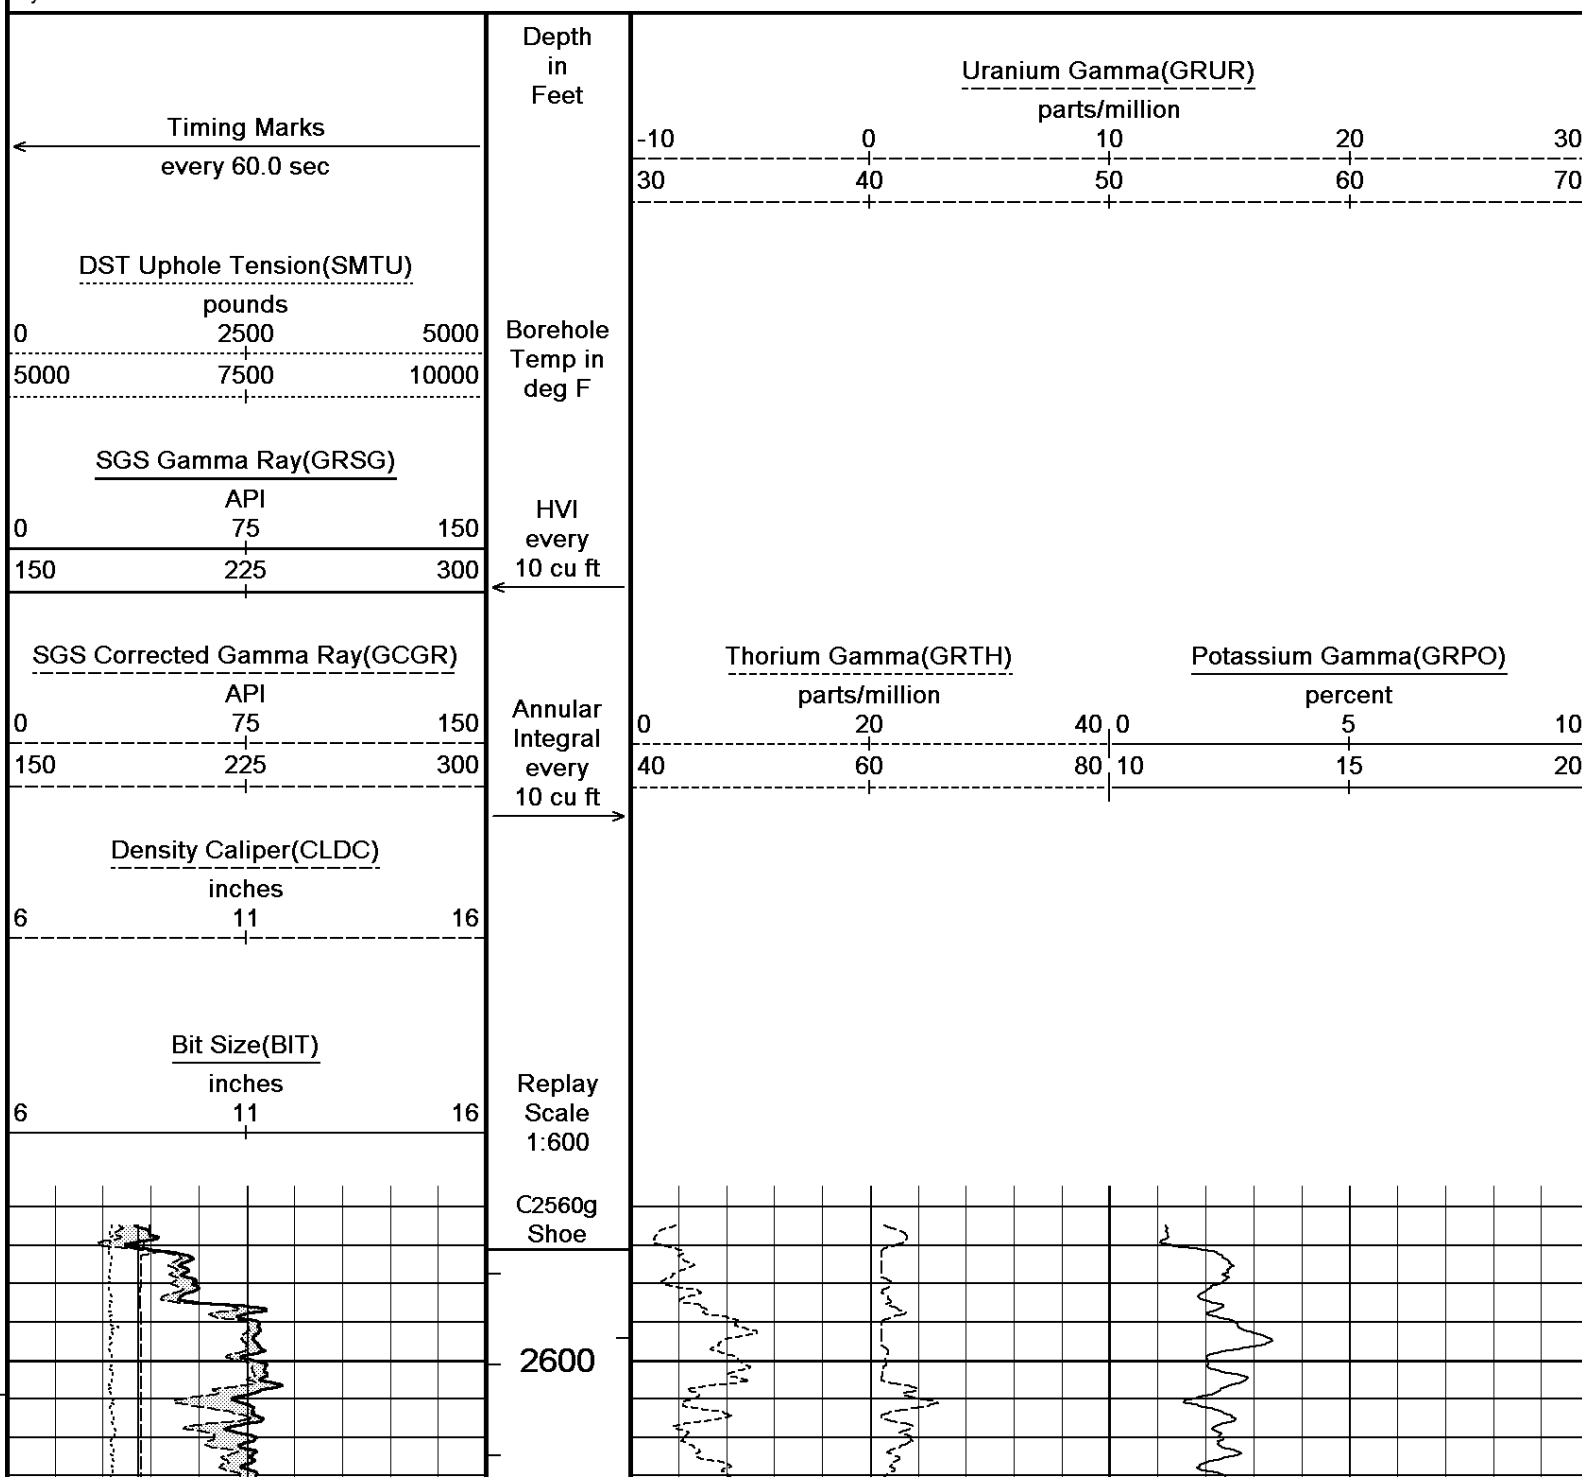 Timing Marks
every 60.0 sec
DST Uphole Tension(SMTU)
pounds
0 2500 5000
5000 7500 10000
SGS Gamma Ray(GRSG)
API
0 75 150
150 225 300
SGS Corrected Gamma Ray(GCGR)
API
0 75 150
150 225 300
Density Caliper(CLDC)
inches
6 11 16
Bit Size(BIT)
inches
6 11 16
Depth
in
Feet
Borehole
Temp in
deg F
HVI
every
10 cu ft
Annular
Integral
every
10 cu ft
Replay
Scale
1:600
C2560g
Shoe
2600
Uranium Gamma(GRUR)
parts/million
-10 0 10 20 30
30 40 50 60 70
Thorium Gamma(GRTH)
parts/million
0 20 40
40 60 80
Potassium Gamma(GRPO)
percent
0 5 10
10 15 20